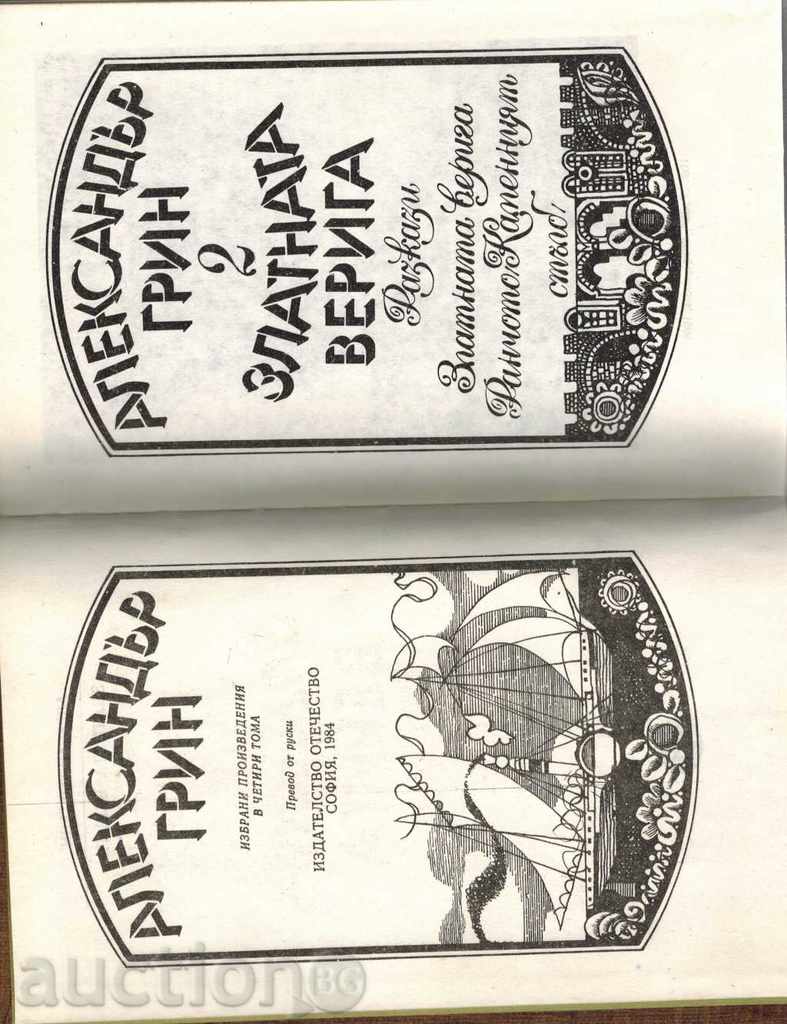 АЛЕКСАНДЪР
ГРИН
ИЗБРАНИ ПРОИЗВЕДЕНИЯ
В ЧЕТИРИ ТОМА
Превод от руски
ИЗДАТЕЛСТВО ОТЕЧЕСТВО
СОФИЯ, 1984
АЛЕКСАНДЪР
ГРИН
2
ЗЛАТНАТА
ВЕРИГА
Разкази
Златната верига
Ранчото „Каменният
стълб“
auction BG